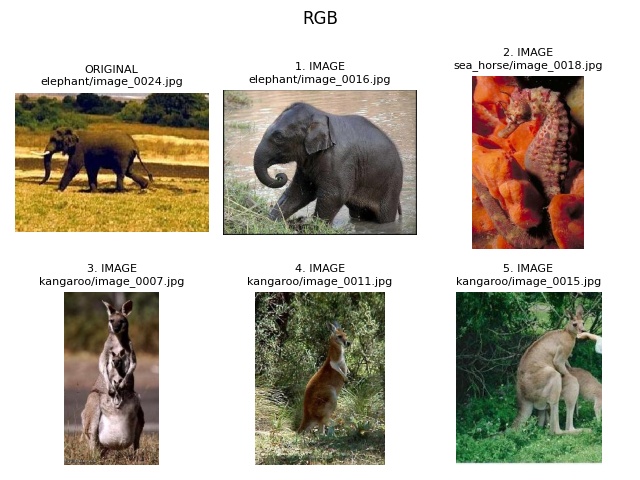 RGB
ORIGINAL
elephant/image_0024.jpg
1. IMAGE
elephant/image_0016.jpg
2. IMAGE
sea_horse/image_0018.jpg
3. IMAGE
kangaroo/image_0007.jpg
4. IMAGE
kangaroo/image_0011.jpg
5. IMAGE
kangaroo/image_0015.jpg